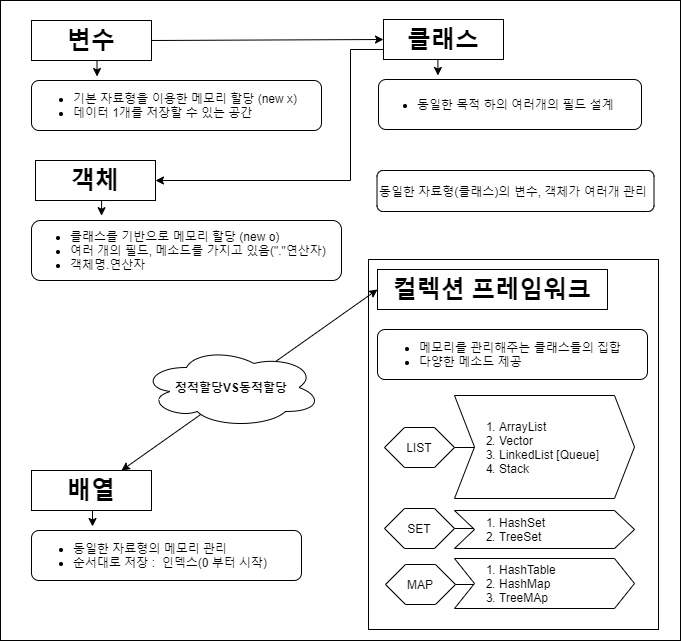 변수
기본 자료형을 이용한 메모리 할당 (new x)
데이터 1개를 저장할 수 있는 공간
클래스
동일한 목적 하의 여러개의 필드 설계
객체
클래스를 기반으로 메모리 할당 (new o)
여러 개의 필드, 메소드를 가지고 있음("."연산자)
객체명.연산자
동일한 자료형(클래스)의 변수, 객체가 여러개 관리
컬렉션 프레임워크
메모리를 관리해주는 클래스들의 집합
다양한 메소드 제공
정적할당VS동적할당
LIST
1. ArrayList
2. Vector
3. LinkedList [Queue]
4. Stack
SET
1. HashSet
2. TreeSet
MAP
1. HashTable
2. HashMap
3. TreeMAp
배열
동일한 자료형의 메모리 관리
순서대로 저장 : 인덱스(0 부터 시작)